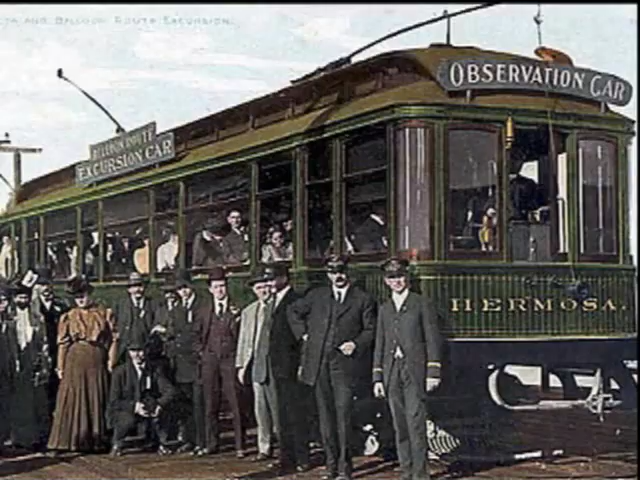 AND BALLOON ROUTE EXCURSION.
OBSERVATION CAR
BALLOON ROUTE
EXCURSION CAR
HERMOSA.